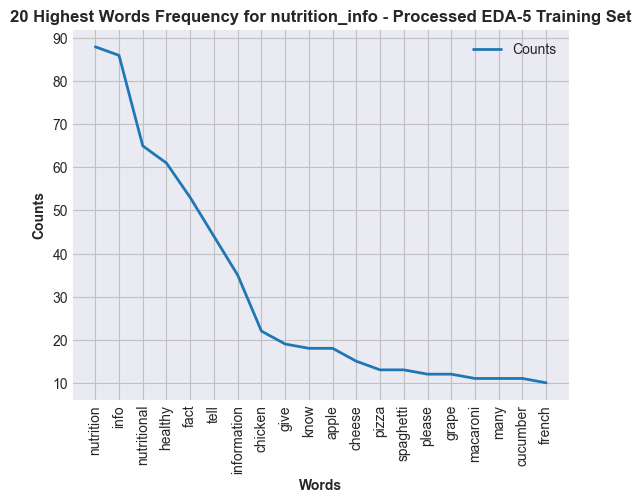 20 Highest Words Frequency for nutrition_info - Processed EDA-5 Training Set
Counts
90
80
70
60
50
40
30
20
10
Counts
nutrition
info
nutritional
healthy
fact
tell
information
chicken
give
know
apple
cheese
pizza
spaghetti
please
grape
macaroni
many
cucumber
french
Words